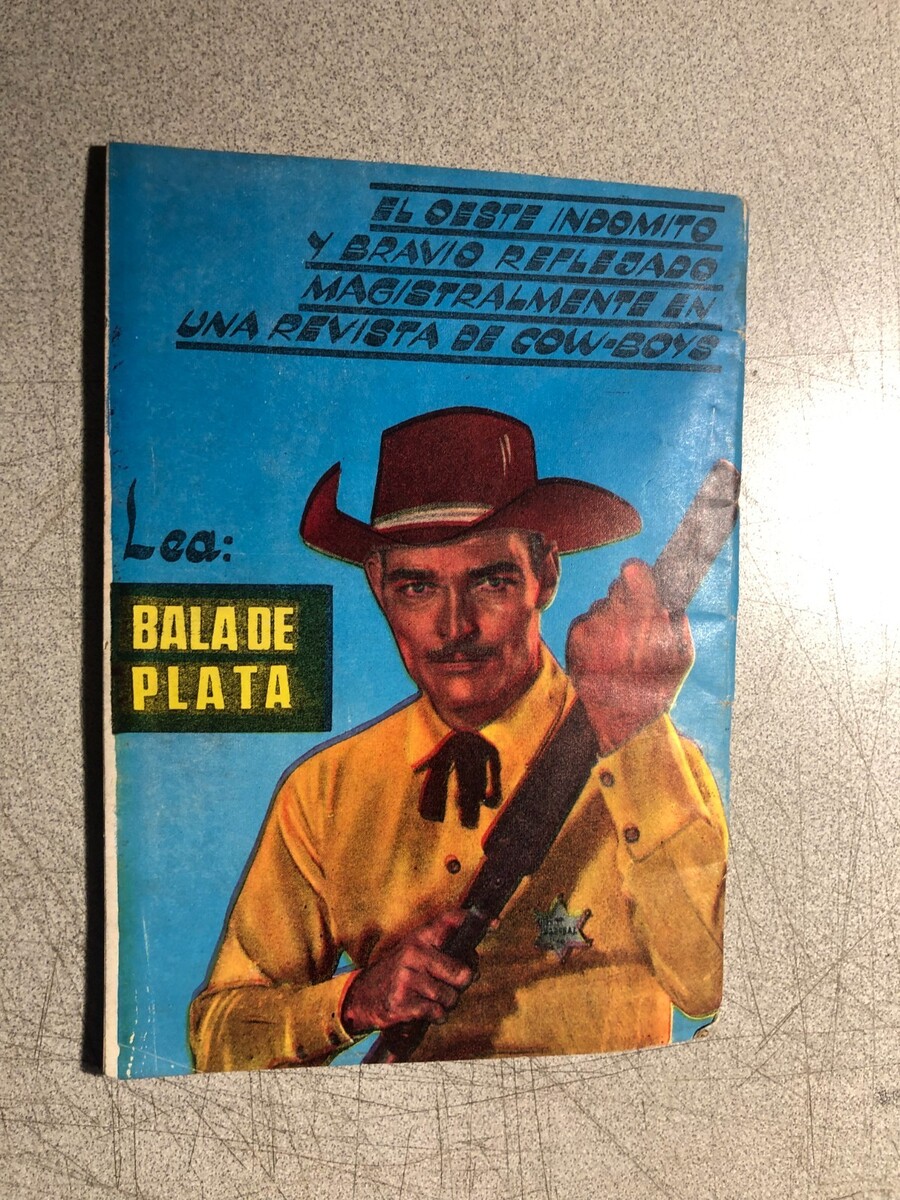 EL OESTE INDOMITO
Y BRAVIO REFLEJADO
MAGISTRALMENTE EN
UNA REVISTA DE COW-BOYS
Lea:
BALA DE
PLATA